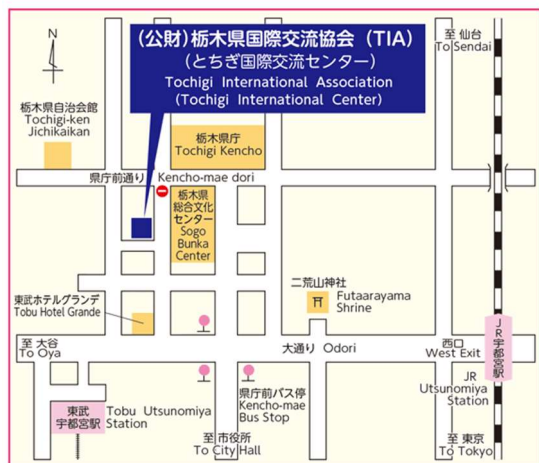 (公財)栃木県国際交流協会 (TIA)
(とちぎ国際交流センター)
Tochigi International Association
(Tochigi International Center)
N
至 仙台
To Sendai
栃木県自治会館
Tochigi-ken
Jichikaikan
栃木県庁
Tochigi Kencho
県庁前通り Kencho-mae dori
栃木県
総合文化
センター
Sogo
Bunka
Center
二荒山神社
Futaarayama
Shrine
東武ホテルグランデ
Tobu Hotel Grande
至 大谷
To Oya
大通り Odori
西口
West Exit
JR宇都宮駅
JR
Utsunomiya
Station
東武
宇都宮駅
Tobu Utsunomiya
Station
県庁前バス停
Kencho-mae
Bus Stop
至 市役所
To City Hall
至 東京
To Tokyo